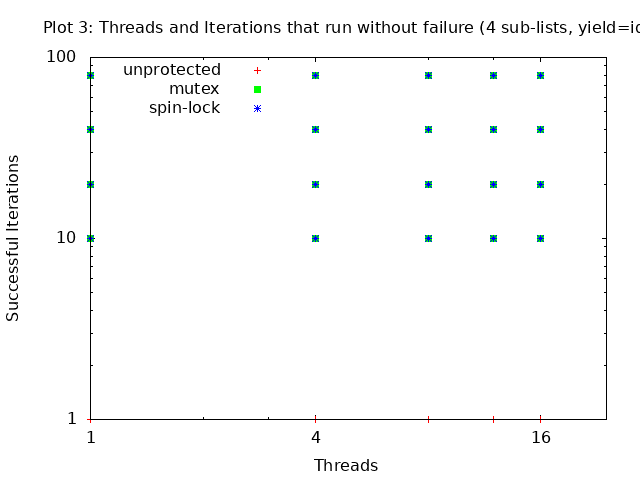 Plot 3: Threads and Iterations that run without failure (4 sub-lists, yield=
100
unprotected
mutex
spin-lock
Successful Iterations
10
1
1
4
16
Threads